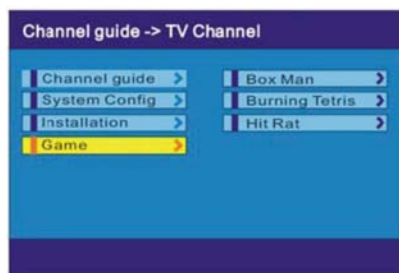 Channel guide -> TV Channel
Channel guide
System Config
Installation
Game
Box Man
Burning Tetris
Hit Rat